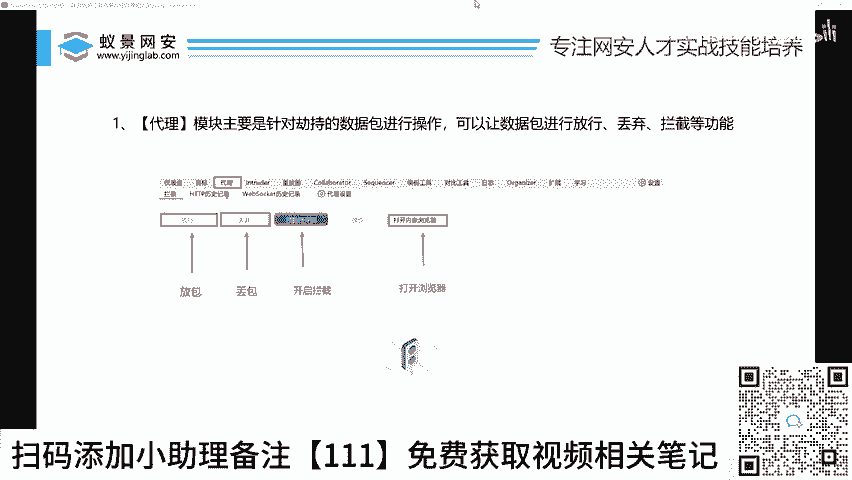 蚁景网安
www.yijinglab.com
专注网安人才实战技能培养
1、【代理】模块主要是针对劫持的数据包进行操作，可以让数据包进行放行、丢弃、拦截等功能
仪表盘 目标 代理 Intruder 重放器 Collaborator Sequencer 编码工具 对比工具 日志 Organizer 扩展 学习 设置
拦截 HTTP历史记录 WebSocket历史记录 代理设置
打开内嵌浏览器
放包 丢包 开启拦截 打开浏览器
扫码添加小助理备注【111】免费获取视频相关笔记